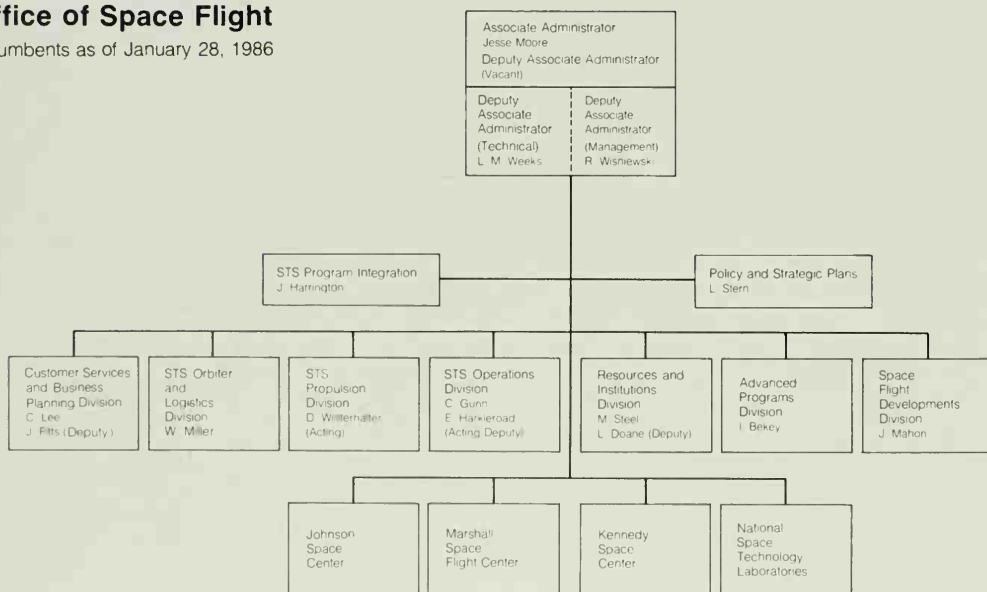 ffice of Space Flight
umbents as of January 28, 1986
Associate Administrator
Jesse Moore
Deputy Associate Administrator
(Vacant)
Deputy
Associate
Administrator
(Technical)
L M Weeks
Deputy
Associate
Administrator
(Management)
R Wisniewski
STS Program Integration
J Harrington
Policy and Strategic Plans
L Stern
Customer Services
and Business
Planning Division
C Lee
J Fitts (Deputy)
STS Orbiter
and
Logistics
Division
W Miller
STS
Propulsion
Division
D Winterhalter
(Acting)
STS Operations
Division
C Gunn
E Harkleroad
(Acting Deputy)
Resources and
Institutions
Division
M Steel
L Doane (Deputy)
Advanced
Programs
Division
I Bekey
Space
Flight
Developments
Division
J Mahon
Johnson
Space
Center
Marshall
Space
Flight Center
Kennedy
Space
Center
National
Space
Technology
Laboratories